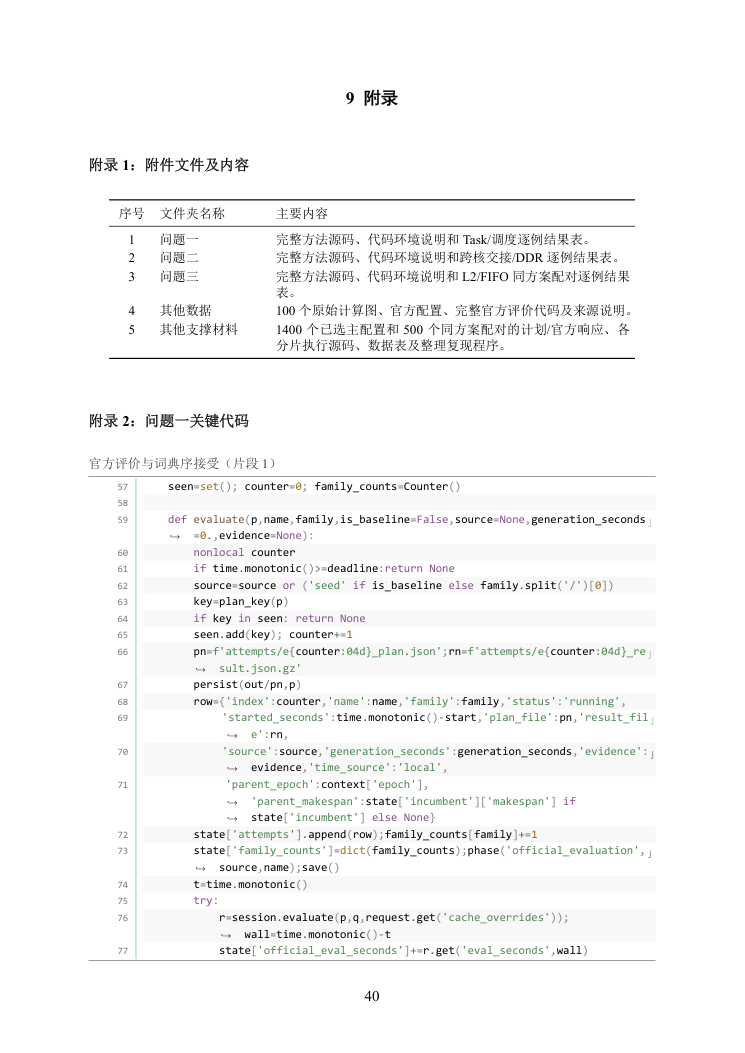 9 附录
附录 1：附件文件及内容
序号 文件夹名称 主要内容
1 问题一 完整方法源码、代码环境说明和 Task/调度逐例结果表。
2 问题二 完整方法源码、代码环境说明和跨核交接/DDR 逐例结果表。
3 问题三 完整方法源码、代码环境说明和 L2/FIFO 同方案配对逐例结果
表。
4 其他数据 100 个原始计算图、官方配置、完整官方评价代码及来源说明。
5 其他支撑材料 1400 个已选主配置和 500 个同方案配对的计划/官方响应、各
分片执行源码、数据表及整理复现程序。
附录 2：问题一关键代码
官方评价与词典序接受（片段 1）
57 seen=set(); counter=0; family_counts=Counter()
58
59 def evaluate(p,name,family,is_baseline=False,source=None,generation_seconds⌋
↪ =0.,evidence=None):
60 nonlocal counter
61 if time.monotonic()>=deadline:return None
62 source=source or ('seed' if is_baseline else family.split('/')[0])
63 key=plan_key(p)
64 if key in seen: return None
65 seen.add(key); counter+=1
66 pn=f'attempts/e{counter:04d}_plan.json';rn=f'attempts/e{counter:04d}_re⌋
↪ sult.json.gz'
67 persist(out/pn,p)
68 row={'index':counter,'name':name,'family':family,'status':'running',
69 'started_seconds':time.monotonic()-start,'plan_file':pn,'result_fil⌋
↪ e':rn,
70 'source':source,'generation_seconds':generation_seconds,'evidence':⌋
↪ evidence,'time_source':'local',
71 'parent_epoch':context['epoch'],
↪ 'parent_makespan':state['incumbent']['makespan'] if
↪ state['incumbent'] else None}
72 state['attempts'].append(row);family_counts[family]+=1
73 state['family_counts']=dict(family_counts);phase('official_evaluation',⌋
↪ source,name);save()
74 t=time.monotonic()
75 try:
76 r=session.evaluate(p,q,request.get('cache_overrides'));
↪ wall=time.monotonic()-t
77 state['official_eval_seconds']+=r.get('eval_seconds',wall)
40